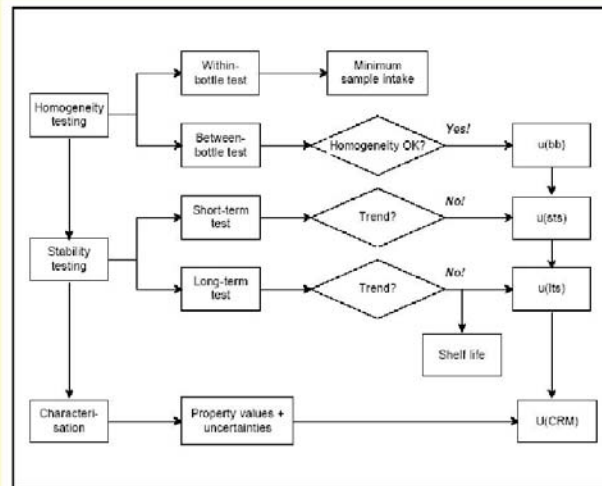 Within-
bottle test
Minimum
sample intake
Homogeneity
testing
Between-
bottle test
Homogeneity OK?
Yes!
u(bb)
Short-term
test
Trend?
No!
u(sts)
Stability
testing
Long-term
test
Trend?
No!
u(lts)
Shelf life
Characteri-
sation
Property values +
uncertainties
U(CRM)